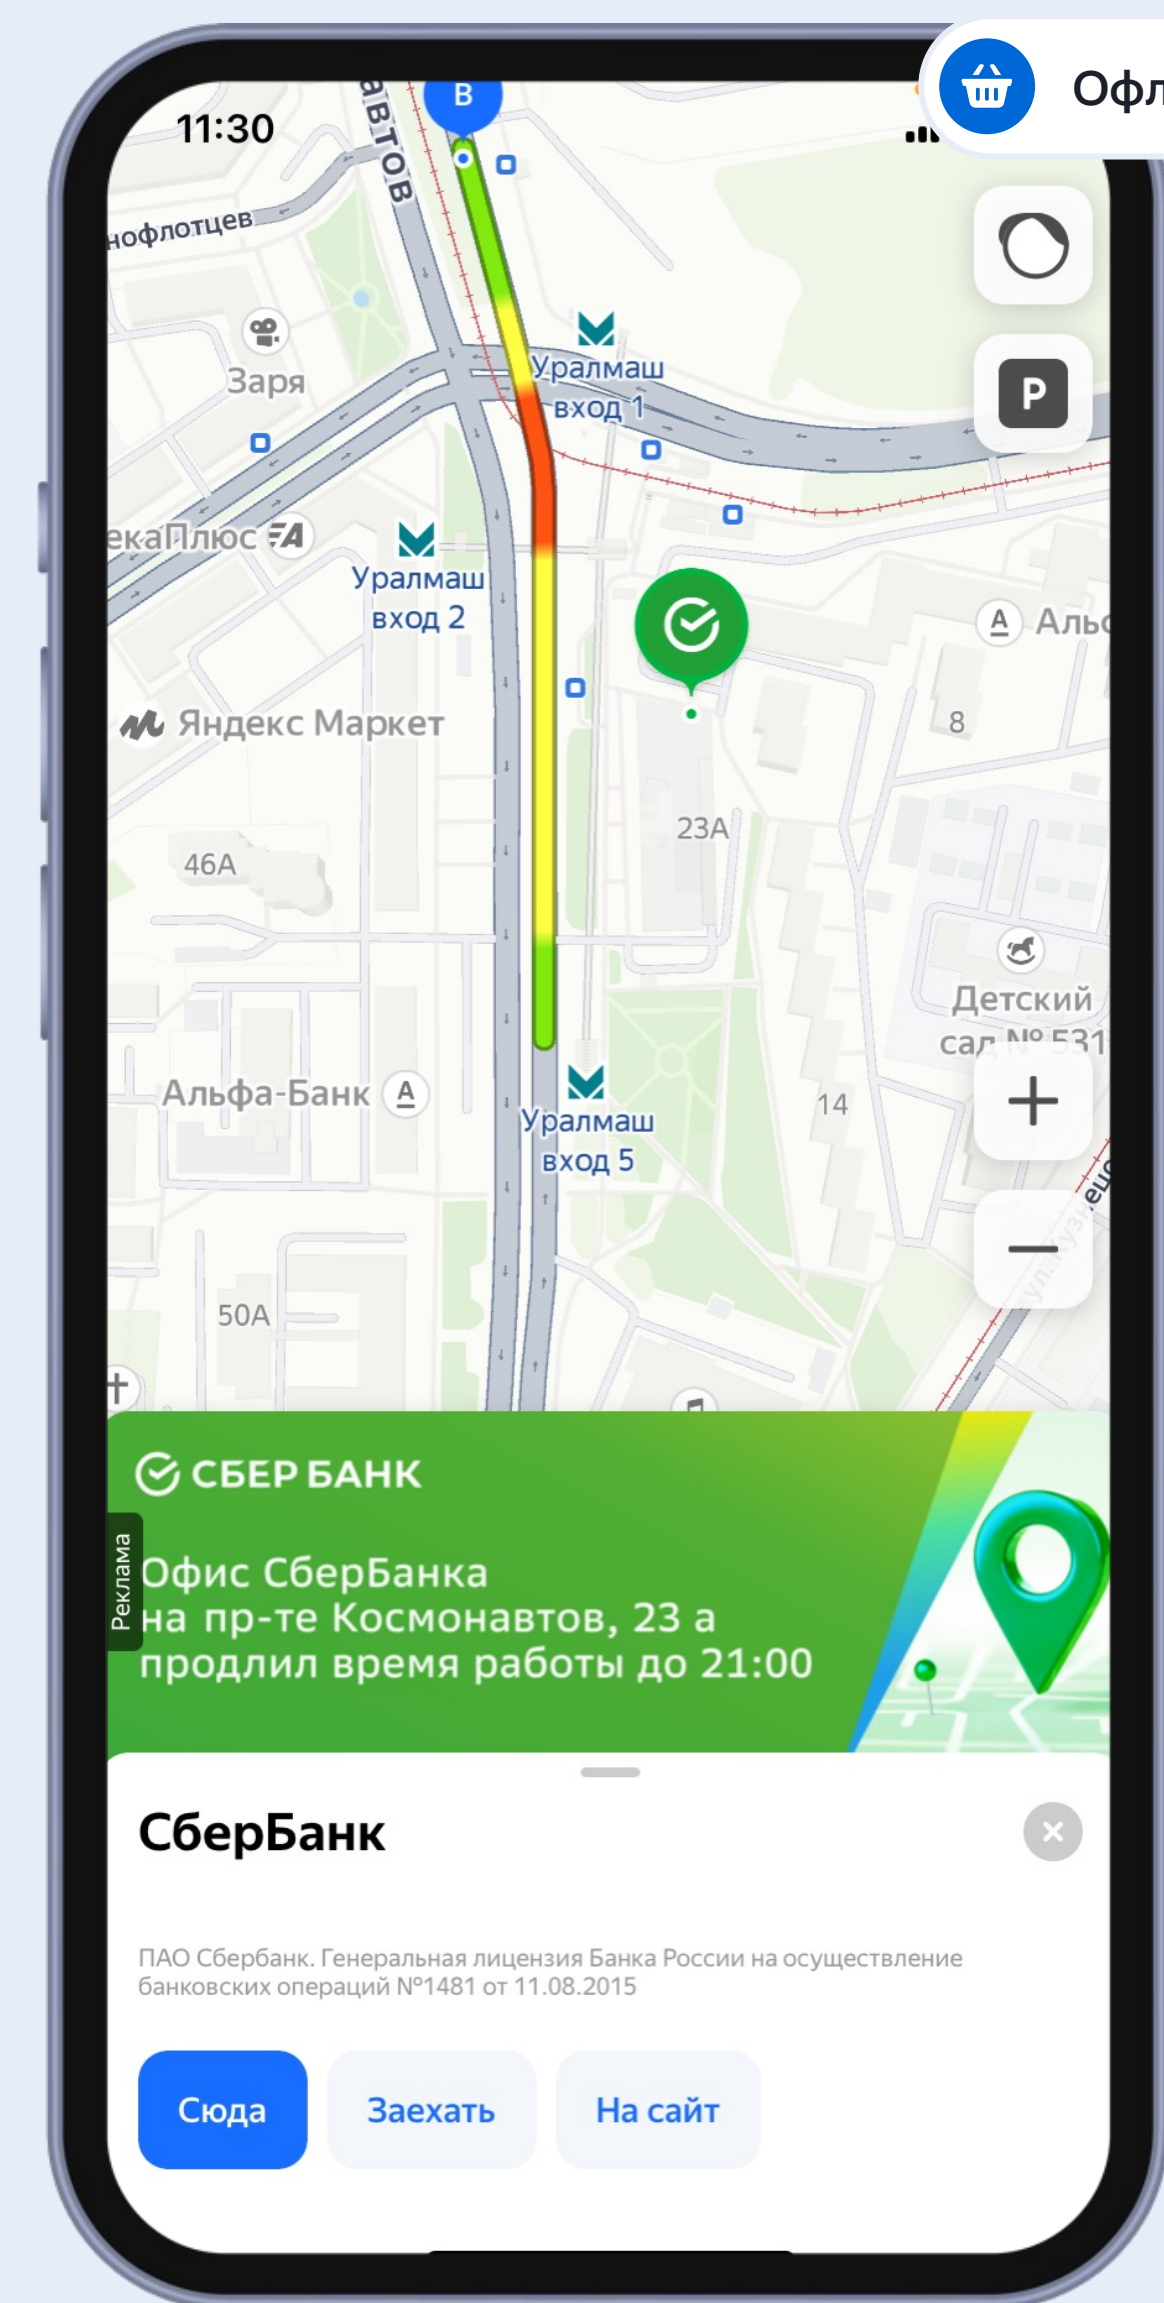 Офл
11:30
автов
B
нофлотцев
Заря
Уралмаш
вход 1
P
екаПлюс
Уралмаш
вход 2
Альф
Яндекс Маркет
8
23А
46А
Детский
сад № 531
Альфа-Банк
А
Уралмаш
вход 5
14
50А
СБЕР БАНК
Реклама
Офис СберБанка
на пр-те Космонавтов, 23 а
продлил время работы до 21:00
СберБанк
ПАО Сбербанк. Генеральная лицензия Банка России на осуществление
банковских операций №1481 от 11.08.2015
Сюда
Заехать
На сайт